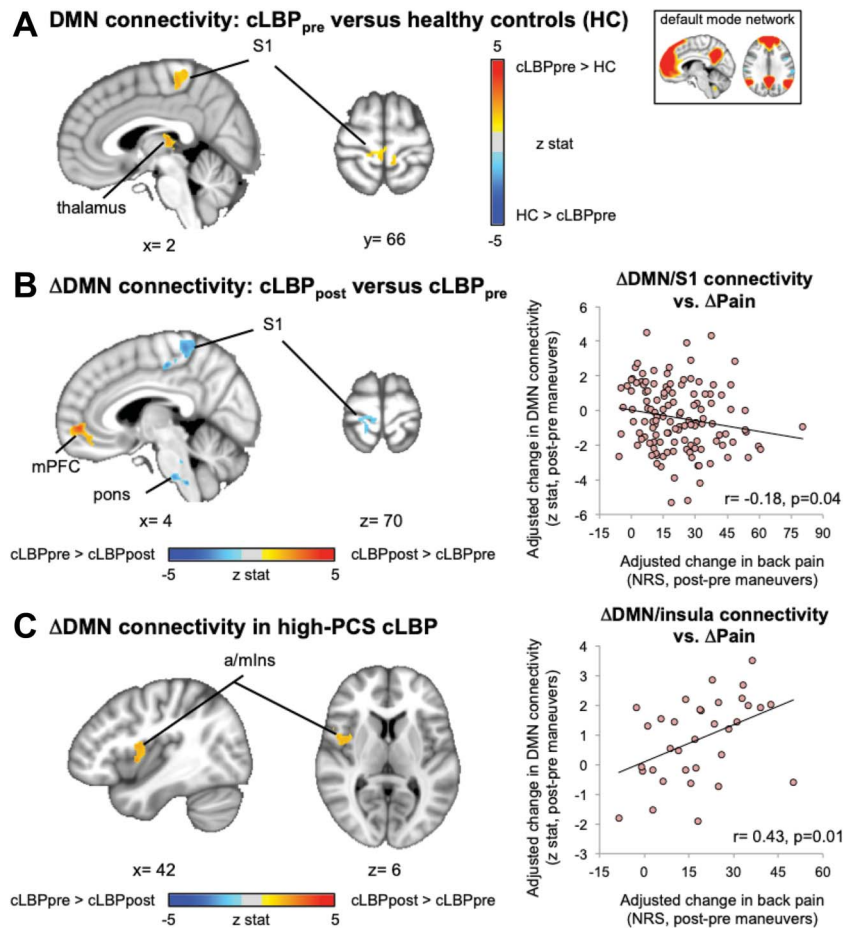 A DMN connectivity: cLBPpre versus healthy controls (HC)
default mode network
S1
5
cLBPpre > HC
z stat
thalamus
HC > cLBPpre
-5
x= 2
y= 66
B ΔDMN connectivity: cLBPpost versus cLBPpre
S1
mPFC
pons
x= 4
z= 70
cLBPpre > cLBPpost
cLBPpost > cLBPpre
-5
z stat
5
ΔDMN/S1 connectivity
vs. ΔPain
Adjusted change in DMN connectivity
(z stat, post-pre maneuvers)
6
4
2
0
-2
-4
-6
r= -0.18, p=0.04
-15 0 15 30 45 60 75 90
Adjusted change in back pain
(NRS, post-pre maneuvers)
C ΔDMN connectivity in high-PCS cLBP
a/mIns
x= 42
z= 6
cLBPpre > cLBPpost
cLBPpost > cLBPpre
-5
z stat
5
ΔDMN/insula connectivity
vs. ΔPain
Adjusted change in DMN connectivity
(z stat, post-pre maneuvers)
4
3
2
1
0
-1
-2
-3
r= 0.43, p=0.01
-15 0 15 30 45 60
Adjusted change in back pain
(NRS, post-pre maneuvers)